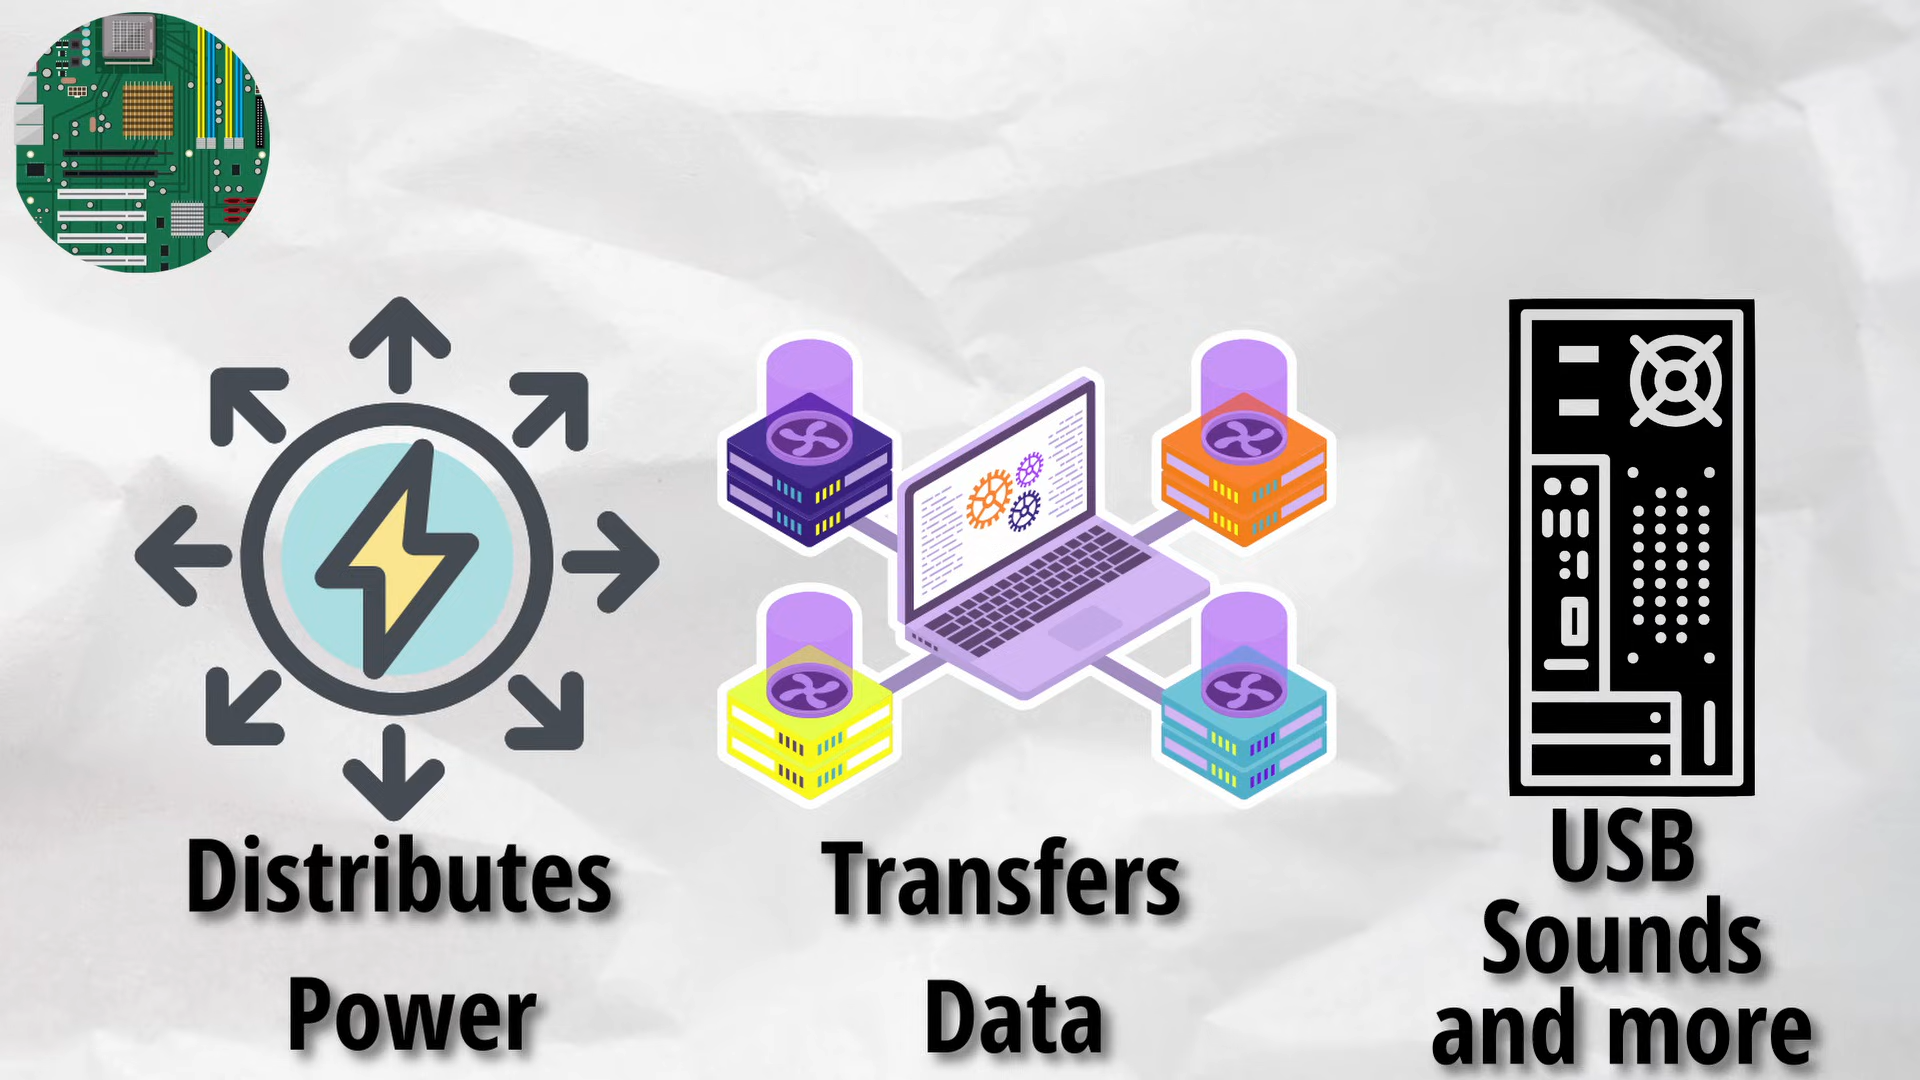 Distributes
Power
Transfers
Data
USB
Sounds
and more